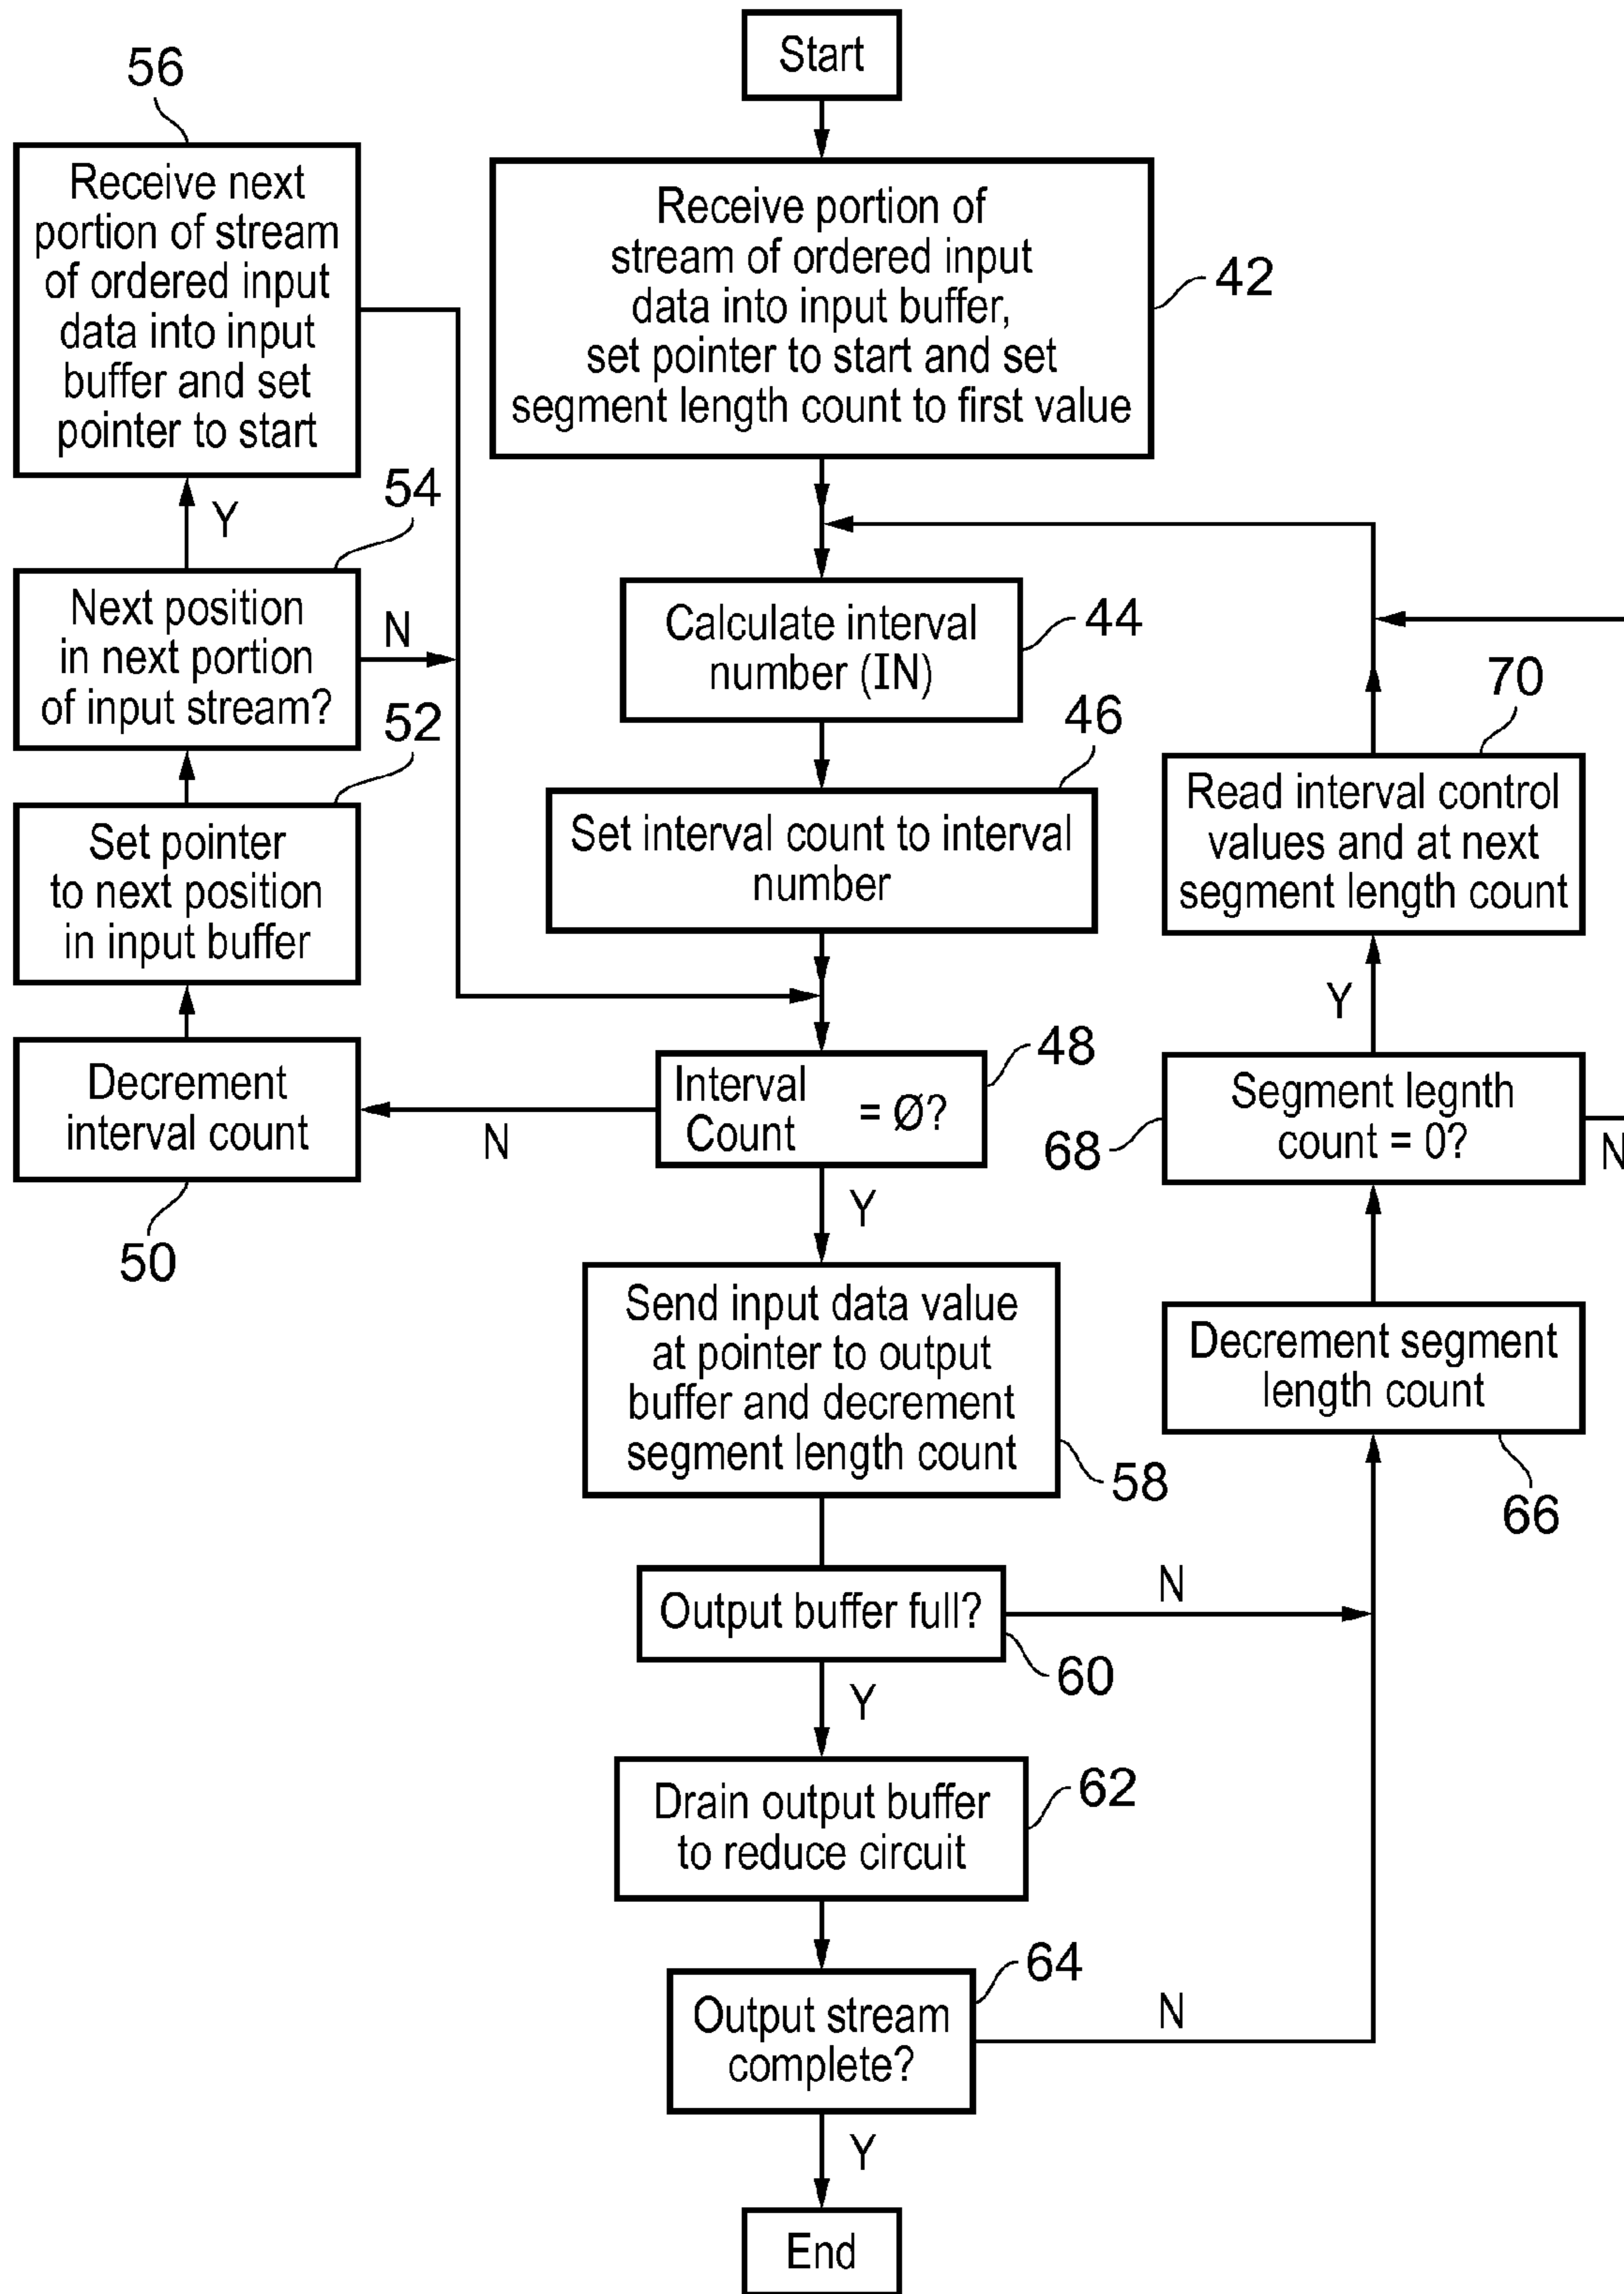 Start
56
Receive next
portion of stream
of ordered input
data into input
buffer and set
pointer to start
Receive portion of
stream of ordered input
data into input buffer,
set pointer to start and set
segment length count to first value
42
54
Y
Next position
in next portion
of input stream?
N
Calculate interval
number (IN)
44
52
Set pointer
to next position
in input buffer
46
Set interval count to interval
number
70
Read interval control
values and at next
segment length count
Y
Decrement
interval count
50
N
Interval
Count
= Ø?
48
Y
Segment legnth
count = 0?
68
N
Send input data value
at pointer to output
buffer and decrement
segment length count
58
Decrement segment
length count
66
Output buffer full?
60
N
Y
Drain output buffer
to reduce circuit
62
Output stream
complete?
64
N
Y
End